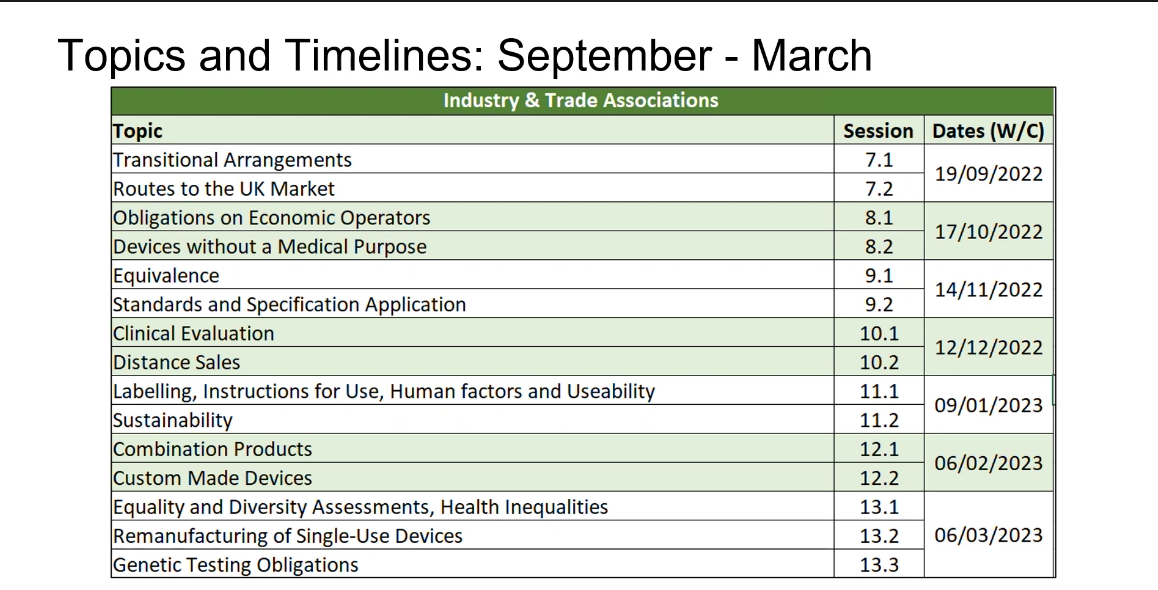 Topics and Timelines: September - March
Industry & Trade Associations
Topic Session Dates (W/C)
Transitional Arrangements 7.1 19/09/2022
Routes to the UK Market 7.2
Obligations on Economic Operators 8.1 17/10/2022
Devices without a Medical Purpose 8.2
Equivalence 9.1 14/11/2022
Standards and Specification Application 9.2
Clinical Evaluation 10.1 12/12/2022
Distance Sales 10.2
Labelling, Instructions for Use, Human factors and Useability 11.1 09/01/2023
Sustainability 11.2
Combination Products 12.1 06/02/2023
Custom Made Devices 12.2
Equality and Diversity Assessments, Health Inequalities 13.1
Remanufacturing of Single-Use Devices 13.2 06/03/2023
Genetic Testing Obligations 13.3